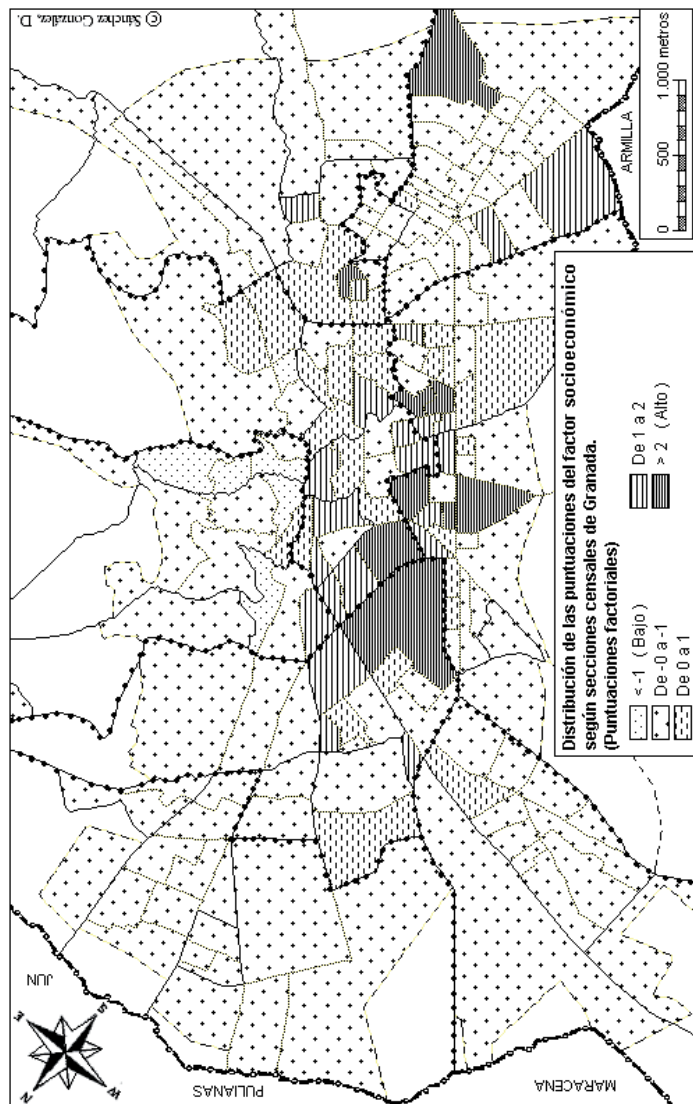 Distribución de las puntuaciones del factor socioeconómico
según secciones censales de Granada.
(Puntuaciones factoriales)
< -1 ( Bajo )
De -0 a -1
De 0 a 1
De 1 a 2
> 2 ( Alto )
0 500 1.000 metros
ARMILLA
MARACENA
PULIANAS
JUN
E
S
W
© Sánchez González, D.